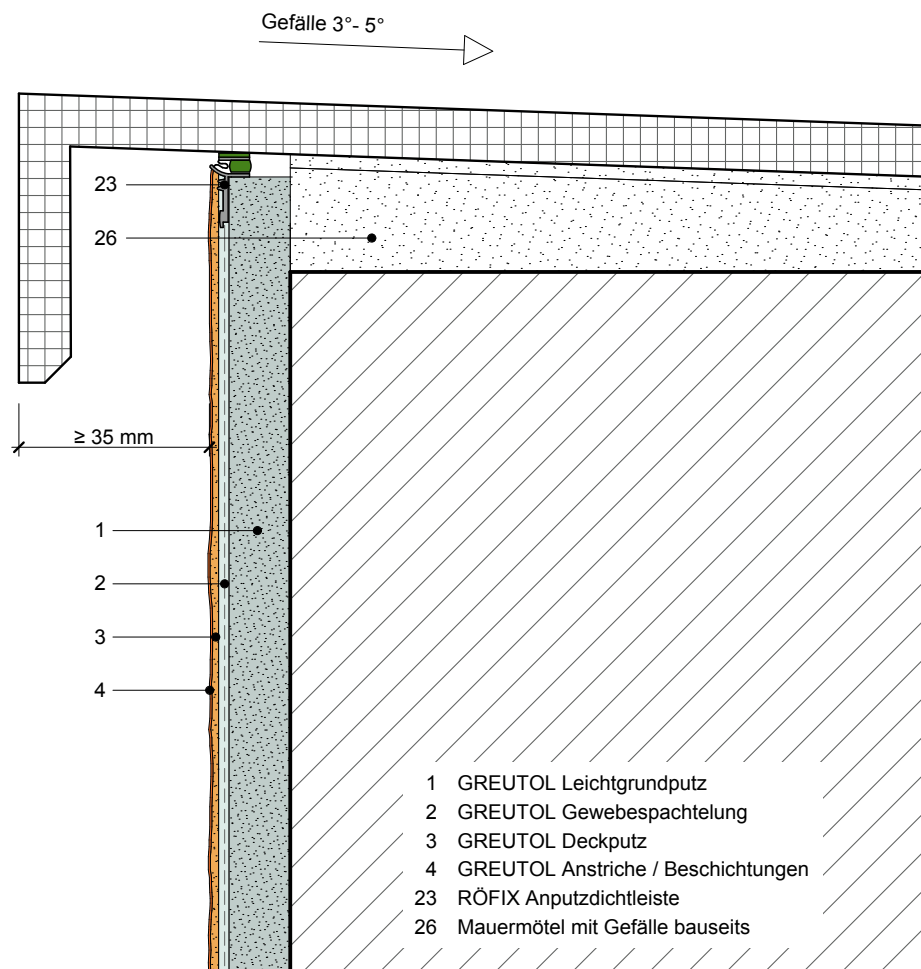 Gefälle 3°- 5°
23
26
≥ 35 mm
1
2
3
4
1 GREUTOL Leichtgrundputz
2 GREUTOL Gewebespachtelung
3 GREUTOL Deckputz
4 GREUTOL Anstriche / Beschichtungen
23 RÖFIX Anputzdichtleiste
26 Mauermötel mit Gefälle bauseits